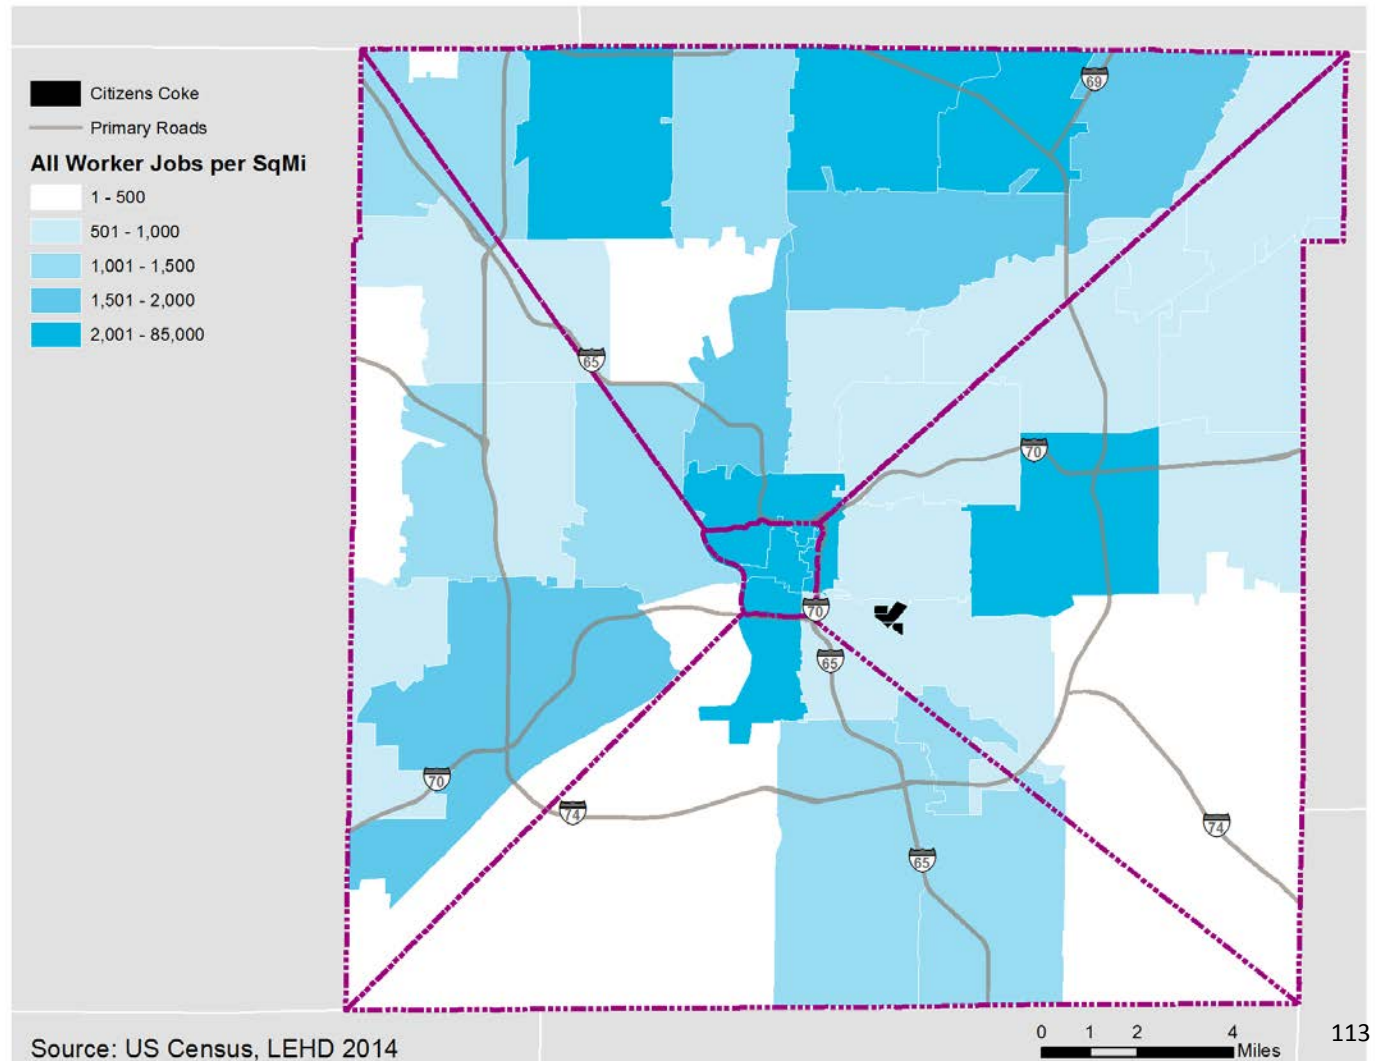 Citizens Coke
Primary Roads
All Worker Jobs per SqMi
1 - 500
501 - 1,000
1,001 - 1,500
1,501 - 2,000
2,001 - 85,000
69
65
70
70
65
70
74
74
65
Source: US Census, LEHD 2014
0 1 2 4
Miles
113